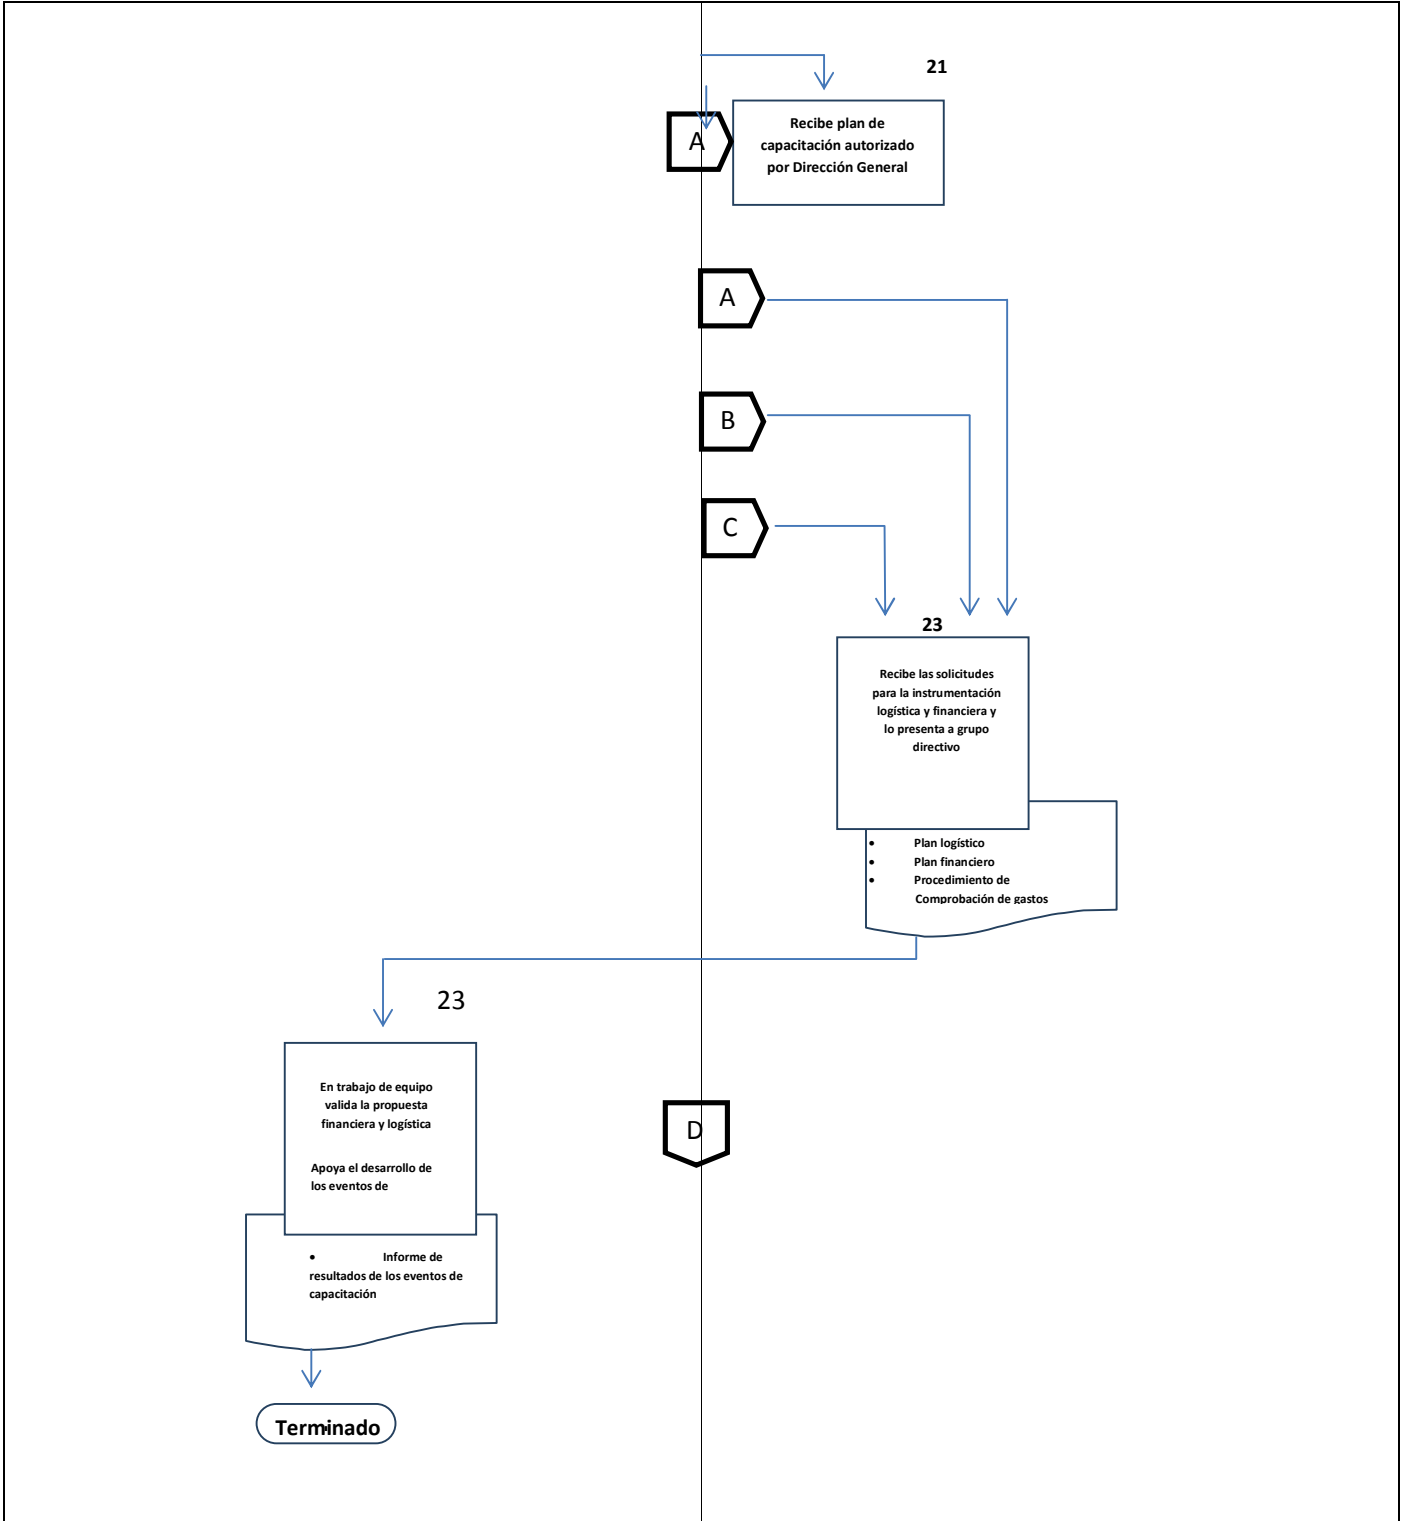 21
Recibe plan de
capacitación autorizado
por Dirección General
A
A
B
C
23
Recibe las solicitudes
para la instrumentación
logística y financiera y
lo presenta a grupo
directivo
• Plan logístico
• Plan financiero
• Procedimiento de
Comprobación de gastos
23
En trabajo de equipo
valida la propuesta
financiera y logística
Apoya el desarrollo de
los eventos de
D
• Informe de
resultados de los eventos de
capacitación
Terminado